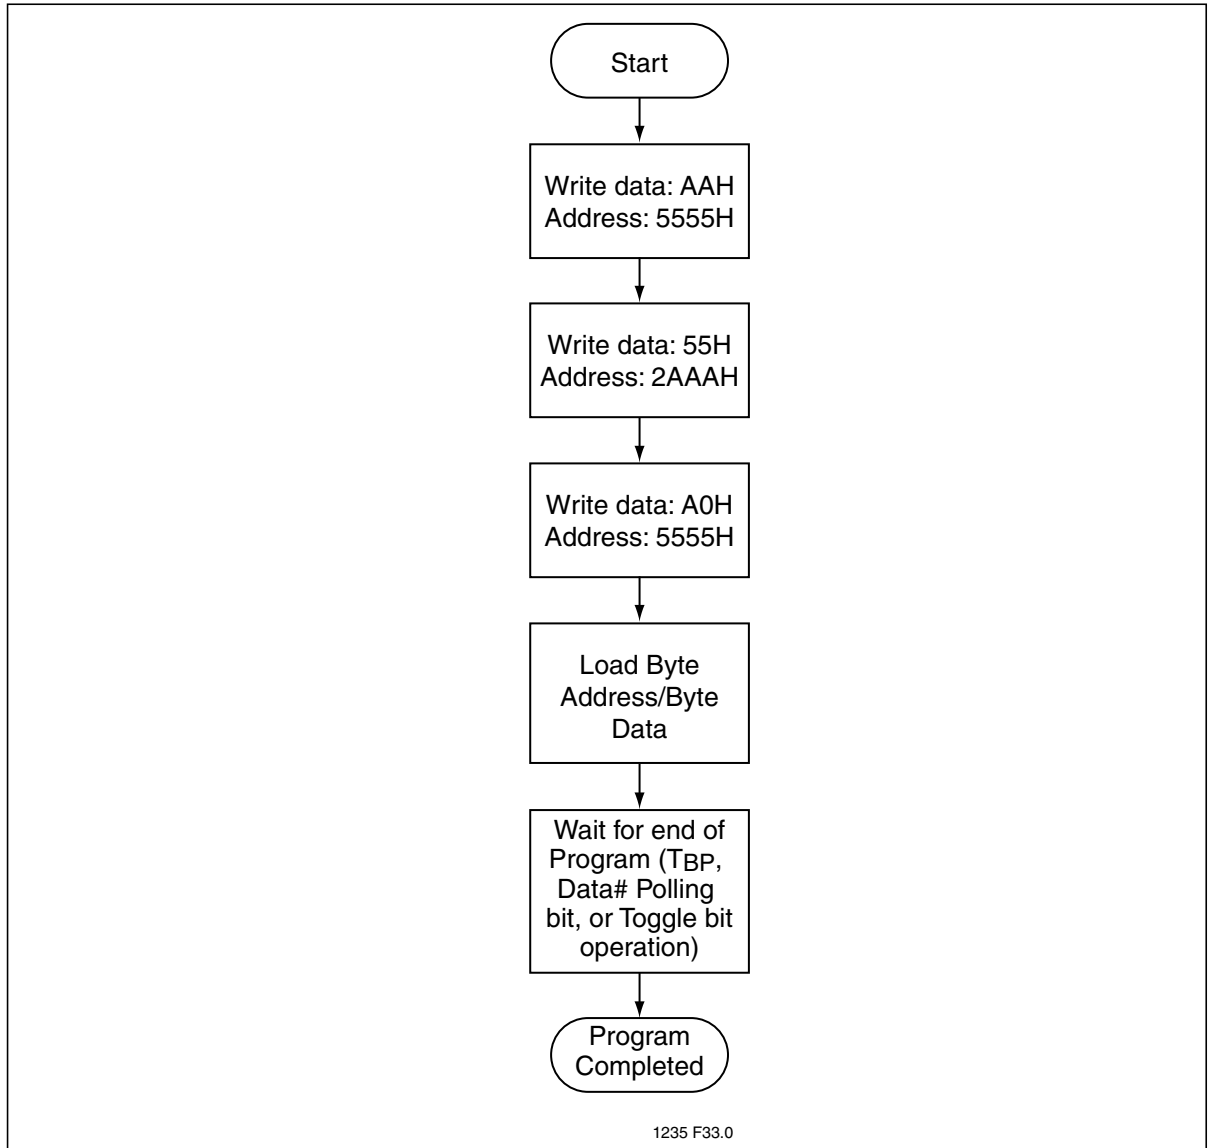 Start
Write data: AAH
Address: 5555H
Write data: 55H
Address: 2AAAH
Write data: A0H
Address: 5555H
Load Byte
Address/Byte
Data
Wait for end of
Program (TBP,
Data# Polling
bit, or Toggle bit
operation)
Program
Completed
1235 F33.0